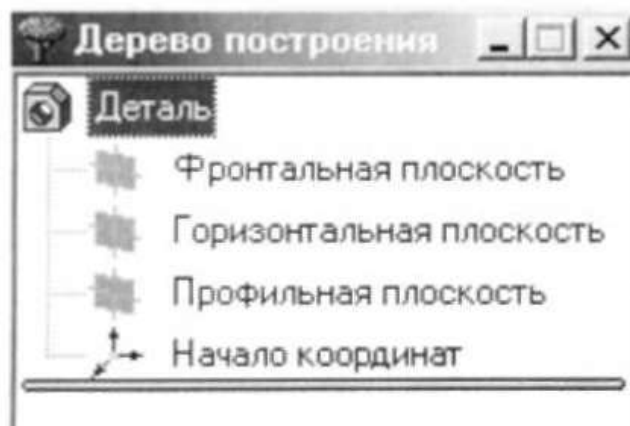 Дерево построения
Деталь
Фронтальная плоскость
Горизонтальная плоскость
Профильная плоскость
Начало координат